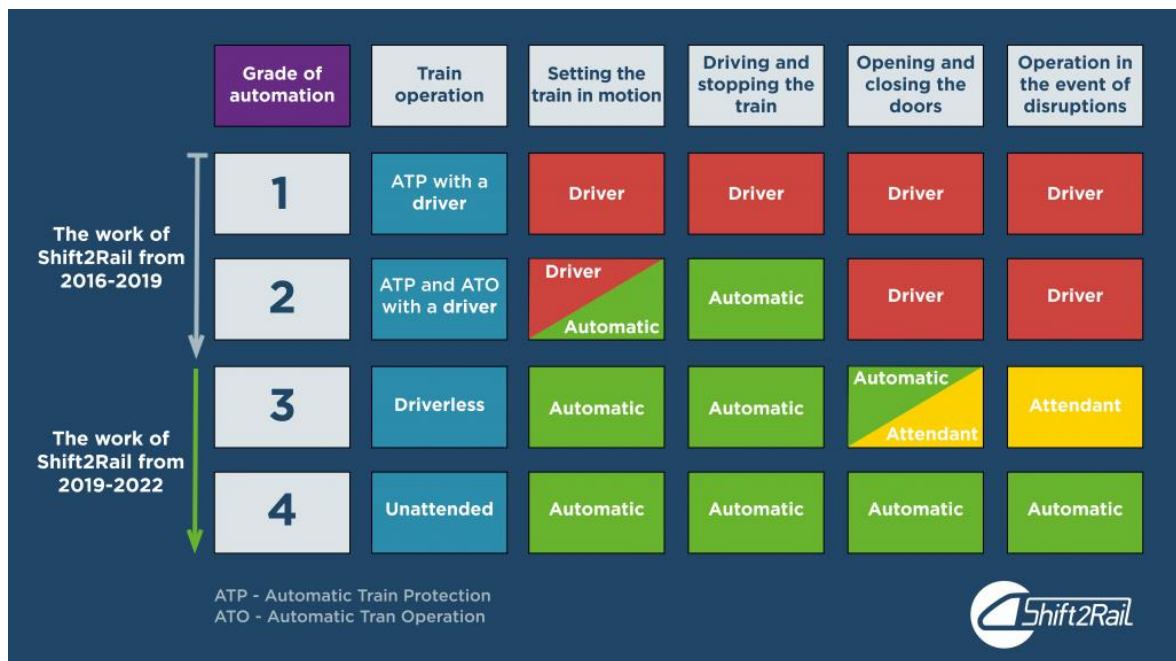 Grade of
automation
Train
operation
Setting the
train in motion
Driving and
stopping the
train
Opening and
closing the
doors
Operation in
the event of
disruptions
The work of
Shift2Rail from
2016-2019
1
ATP with a
driver
Driver
Driver
Driver
Driver
2
ATP and ATO
with a driver
Driver
Automatic
Automatic
Driver
Driver
The work of
Shift2Rail from
2019-2022
3
Driverless
Automatic
Automatic
Automatic
Attendant
Attendant
4
Unattended
Automatic
Automatic
Automatic
Automatic
ATP - Automatic Train Protection
ATO - Automatic Tran Operation
Shift2Rail